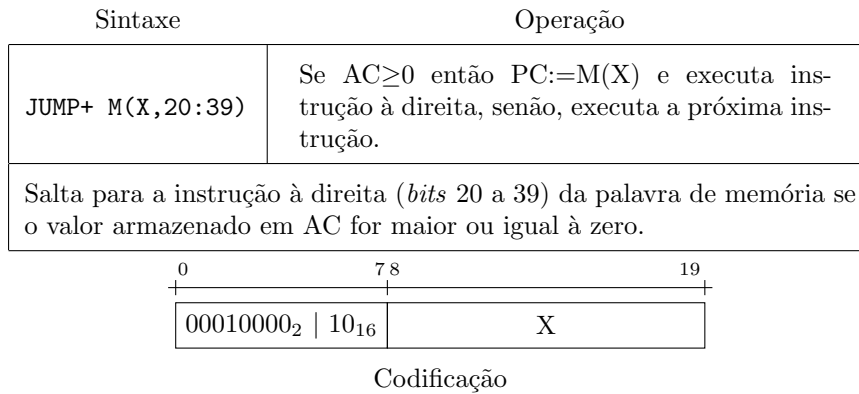 Sintaxe Operação
JUMP+ M(X,20:39)
Se AC≥0 então PC:=M(X) e executa ins-
trução à direita, senão, executa a próxima ins-
trução.
Salta para a instrução à direita (bits 20 a 39) da palavra de memória se
o valor armazenado em AC for maior ou igual à zero.
0 7 8 19
00010000₂ | 10₁₆ X
Codificação